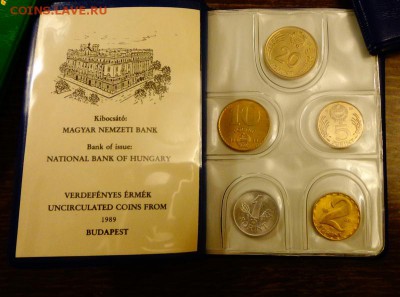 COINS.LAVE.RU
Kibocsátó:
MAGYAR NEMZETI BANK
Bank of issue:
NATIONAL BANK OF HUNGARY
VERDEFÉNYES ÉRMÉK
UNCIRCULATED COINS FROM
1989
BUDAPEST
20
10
5
2